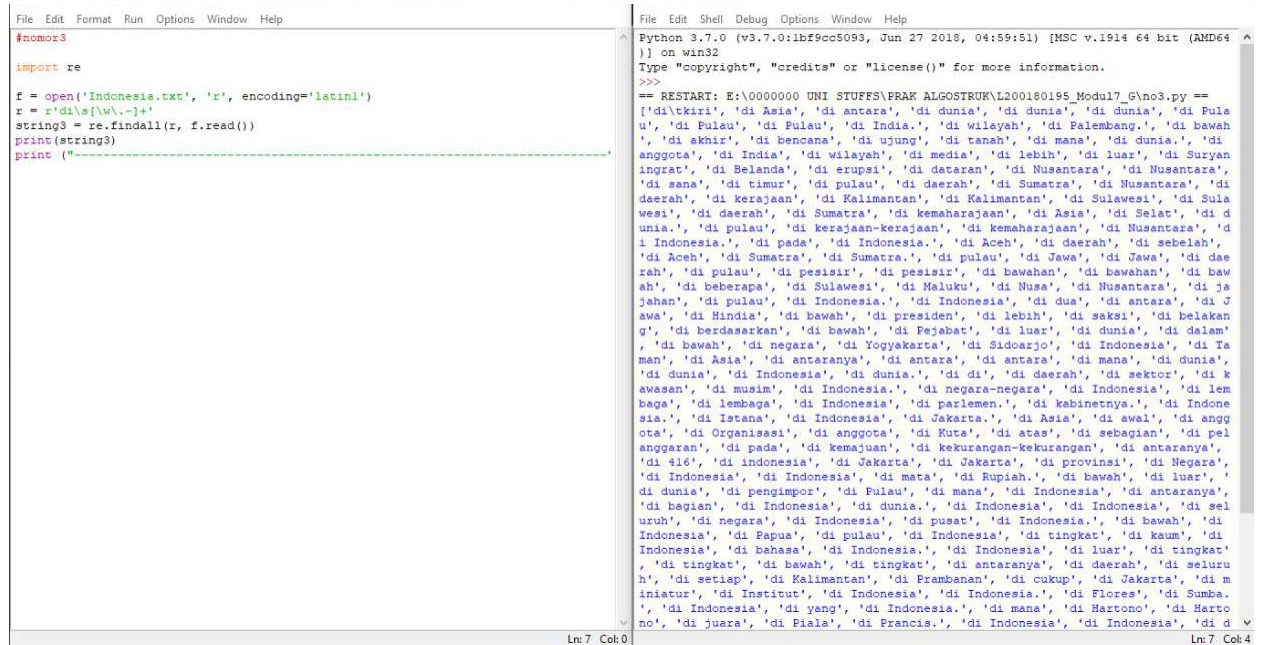 File Edit Format Run Options Window Help
#nomor3
import re
f = open('Indonesia.txt', 'r', encoding='latin1')
r = r'di\s[\w\.-]+'
string3 = re.findall(r, f.read())
print(string3)
print ("-------------------------------------------------------------------------'
Ln: 7 Col: 0
File Edit Shell Debug Options Window Help
Python 3.7.0 (v3.7.0:1bf9cc5093, Jun 27 2018, 04:59:51) [MSC v.1914 64 bit (AMD64
)] on win32
Type "copyright", "credits" or "license()" for more information.
>>>
== RESTART: E:\0000000 UNI STUFFS\PRAK ALGOSTRUK\L200180195_Modul7_G\no3.py ==
['di\tkiri', 'di Asia', 'di antara', 'di dunia', 'di dunia', 'di dunia', 'di Pula
u', 'di Pulau', 'di Pulau', 'di India.', 'di wilayah', 'di Palembang.', 'di bawah
', 'di akhir', 'di bencana', 'di ujung', 'di tanah', 'di mana', 'di dunia.', 'di
anggota', 'di India', 'di wilayah', 'di media', 'di lebih', 'di luar', 'di Suryan
ingrat', 'di Belanda', 'di erupsi', 'di dataran', 'di Nusantara', 'di Nusantara',
'di sana', 'di timur', 'di pulau', 'di daerah', 'di Sumatra', 'di Nusantara', 'di
daerah', 'di kerajaan', 'di Kalimantan', 'di Kalimantan', 'di Sulawesi', 'di Sula
wesi', 'di daerah', 'di Sumatra', 'di kemaharajaan', 'di Asia', 'di Selat', 'di d
unia.', 'di pulau', 'di kerajaan-kerajaan', 'di kemaharajaan', 'di Nusantara', 'd
i Indonesia.', 'di pada', 'di Indonesia.', 'di Aceh', 'di daerah', 'di sebelah',
'di Aceh', 'di Sumatra', 'di Sumatra.', 'di pulau', 'di Jawa', 'di Jawa', 'di dae
rah', 'di pulau', 'di pesisir', 'di pesisir', 'di bawahan', 'di bawahan', 'di baw
ah', 'di beberapa', 'di Sulawesi', 'di Maluku', 'di Nusa', 'di Nusantara', 'di ja
jahan', 'di pulau', 'di Indonesia.', 'di Indonesia', 'di dua', 'di antara', 'di J
awa', 'di Hindia', 'di bawah', 'di presiden', 'di lebih', 'di saksi', 'di belakan
g', 'di berdasarkan', 'di bawah', 'di Pejabat', 'di luar', 'di dunia', 'di dalam'
, 'di bawah', 'di negara', 'di Yogyakarta', 'di Sidoarjo', 'di Indonesia', 'di Ta
man', 'di Asia', 'di antaranya', 'di antara', 'di antara', 'di mana', 'di dunia',
'di dunia', 'di Indonesia', 'di dunia.', 'di di', 'di daerah', 'di sektor', 'di k
awasan', 'di musim', 'di Indonesia.', 'di negara-negara', 'di Indonesia', 'di lem
baga', 'di lembaga', 'di Indonesia', 'di parlemen.', 'di kabinetnya.', 'di Indone
sia.', 'di Istana', 'di Indonesia', 'di Jakarta.', 'di Asia', 'di awal', 'di angg
ota', 'di Organisasi', 'di anggota', 'di Kuta', 'di atas', 'di sebagian', 'di pel
anggaran', 'di pada', 'di kemajuan', 'di kekurangan-kekurangan', 'di antaranya',
'di 416', 'di indonesia', 'di Jakarta', 'di Jakarta', 'di provinsi', 'di Negara',
'di Indonesia', 'di Indonesia', 'di mata', 'di Rupiah.', 'di bawah', 'di luar', '
di dunia', 'di pengimpor', 'di Pulau', 'di mana', 'di Indonesia', 'di antaranya',
'di bagian', 'di Indonesia', 'di dunia.', 'di Indonesia', 'di Indonesia', 'di sel
uruh', 'di negara', 'di Indonesia', 'di pusat', 'di Indonesia.', 'di bawah', 'di
Indonesia', 'di Papua', 'di pulau', 'di Indonesia', 'di tingkat', 'di kaum', 'di
Indonesia', 'di bahasa', 'di Indonesia.', 'di Indonesia', 'di luar', 'di tingkat'
, 'di tingkat', 'di bawah', 'di tingkat', 'di antaranya', 'di daerah', 'di seluru
h', 'di setiap', 'di Kalimantan', 'di Prambanan', 'di cukup', 'di Jakarta', 'di m
iniatur', 'di Institut', 'di Indonesia', 'di Indonesia.', 'di Flores', 'di Sumba.
', 'di Indonesia', 'di yang', 'di Indonesia.', 'di mana', 'di Hartono', 'di Harto
no', 'di juara', 'di Piala', 'di Prancis.', 'di Indonesia', 'di Indonesia', 'di d
Ln: 7 Col: 4